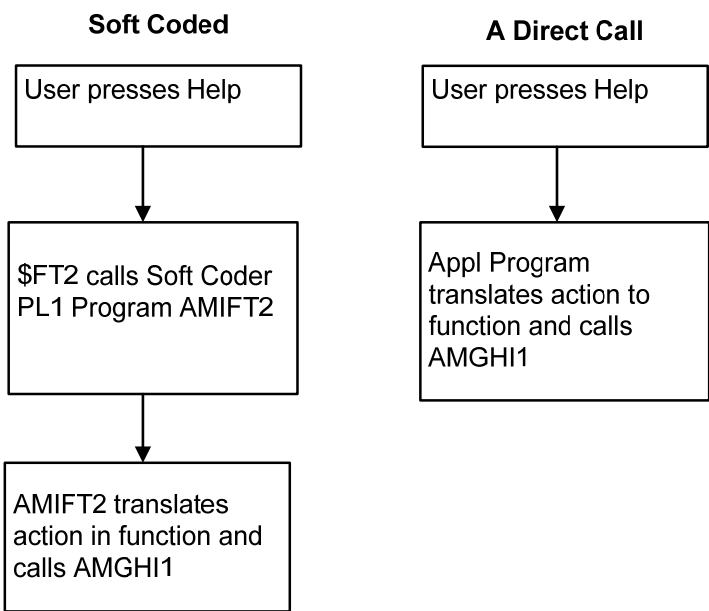 Soft Coded
User presses Help
$FT2 calls Soft Coder
PL1 Program AMIFT2
AMIFT2 translates
action in function and
calls AMGHI1
A Direct Call
User presses Help
Appl Program
translates action to
function and calls
AMGHI1